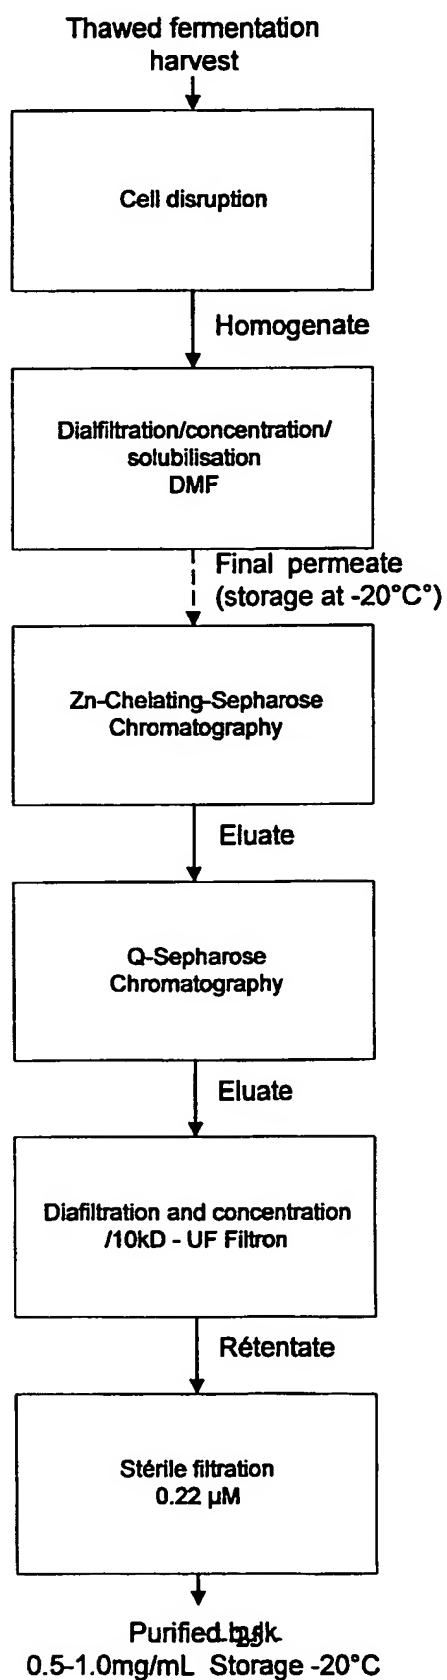 Thawed fermentation
harvest
Cell disruption
Homogenate
Dialfiltration/concentration/
solubilisation
DMF
Final permeate
(storage at -20°C°)
Zn-Chelating-Sepharose
Chromatography
Eluate
Q-Sepharose
Chromatography
Eluate
Diafiltration and concentration
/10kD - UF Filtron
Rétentate
Stérile filtration
0.22 µM
Purified bulk
0.5-1.0mg/mL Storage -20°C